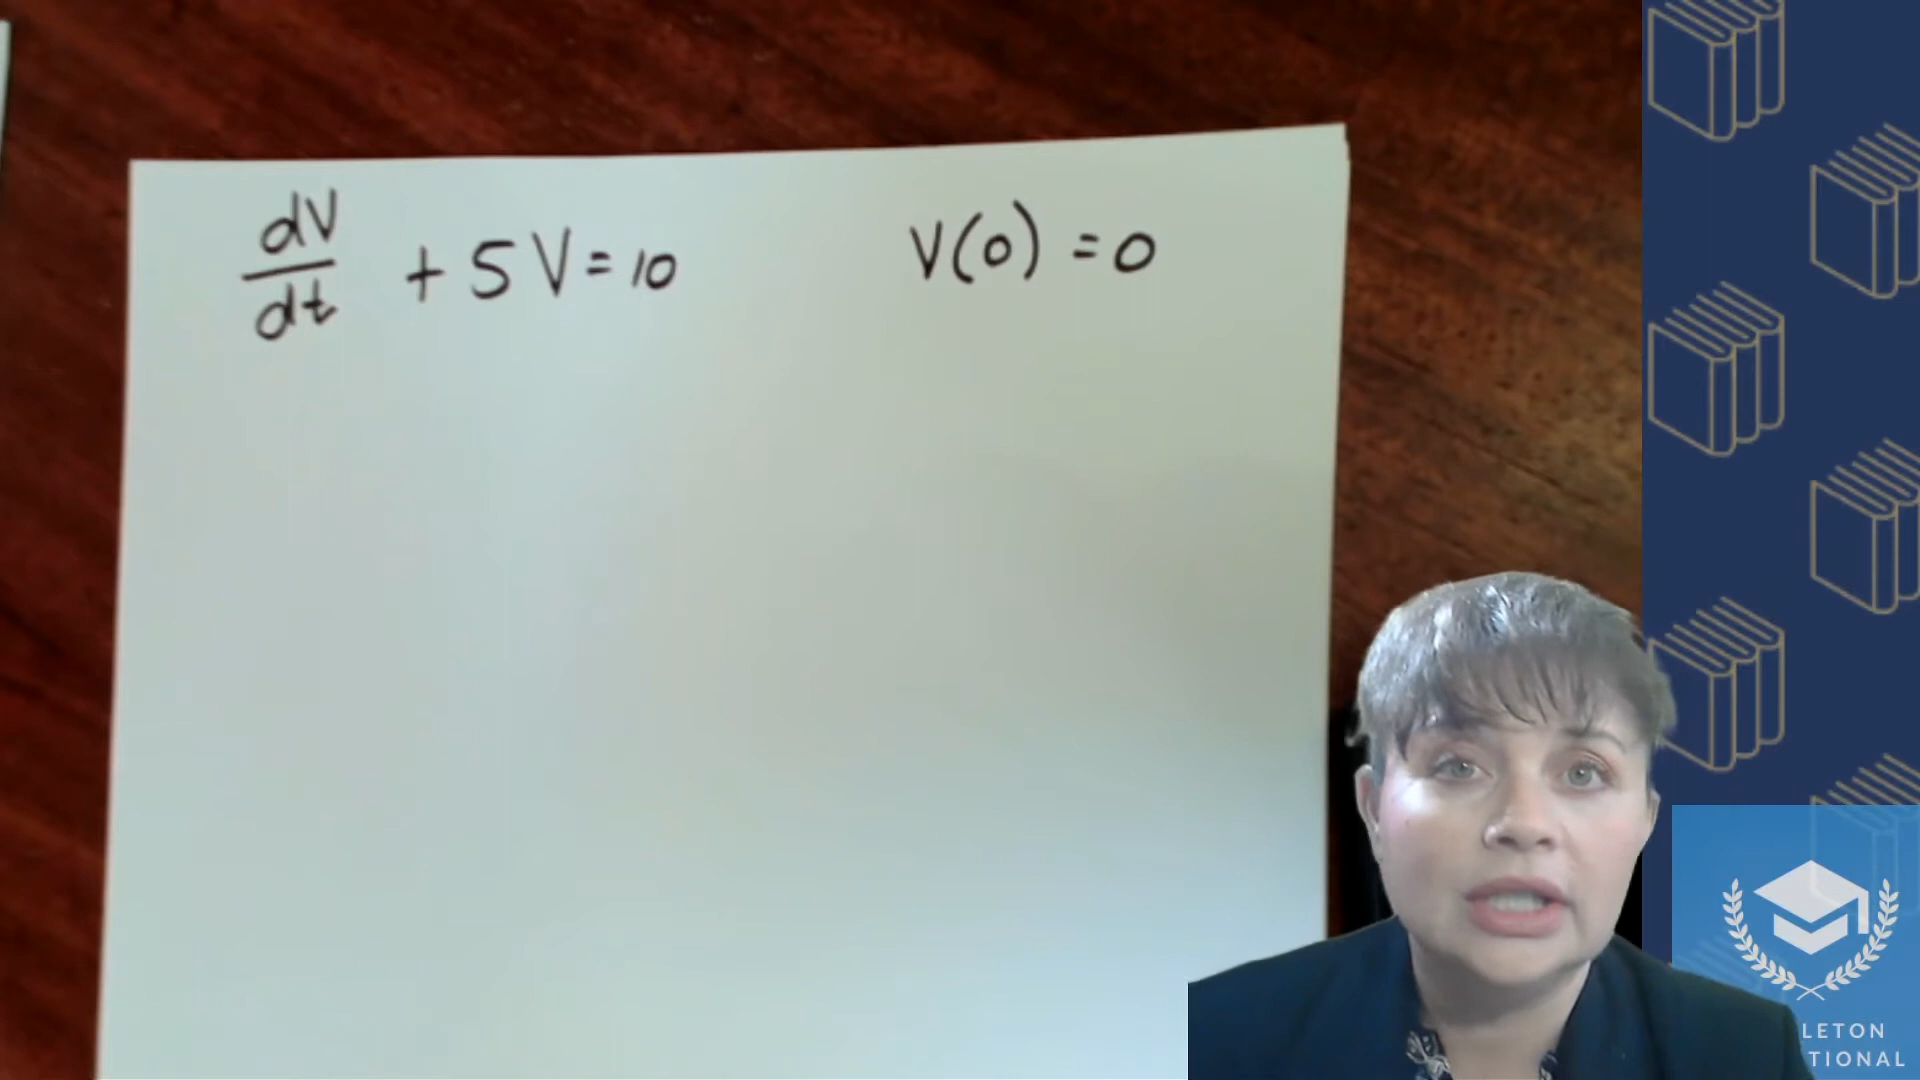 dV/dt + 5V = 10
V(0) = 0
LETON
TIONAL